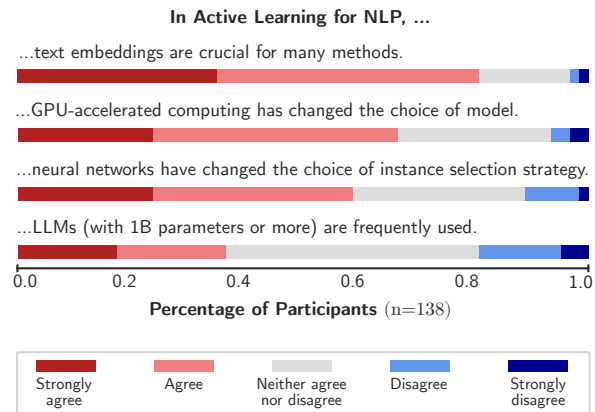 In Active Learning for NLP, ...
...text embeddings are crucial for many methods.
...GPU-accelerated computing has changed the choice of model.
...neural networks have changed the choice of instance selection strategy.
...LLMs (with 1B parameters or more) are frequently used.
0.0 0.2 0.4 0.6 0.8 1.0
Percentage of Participants (n=138)
Strongly agree
Agree
Neither agree nor disagree
Disagree
Strongly disagree